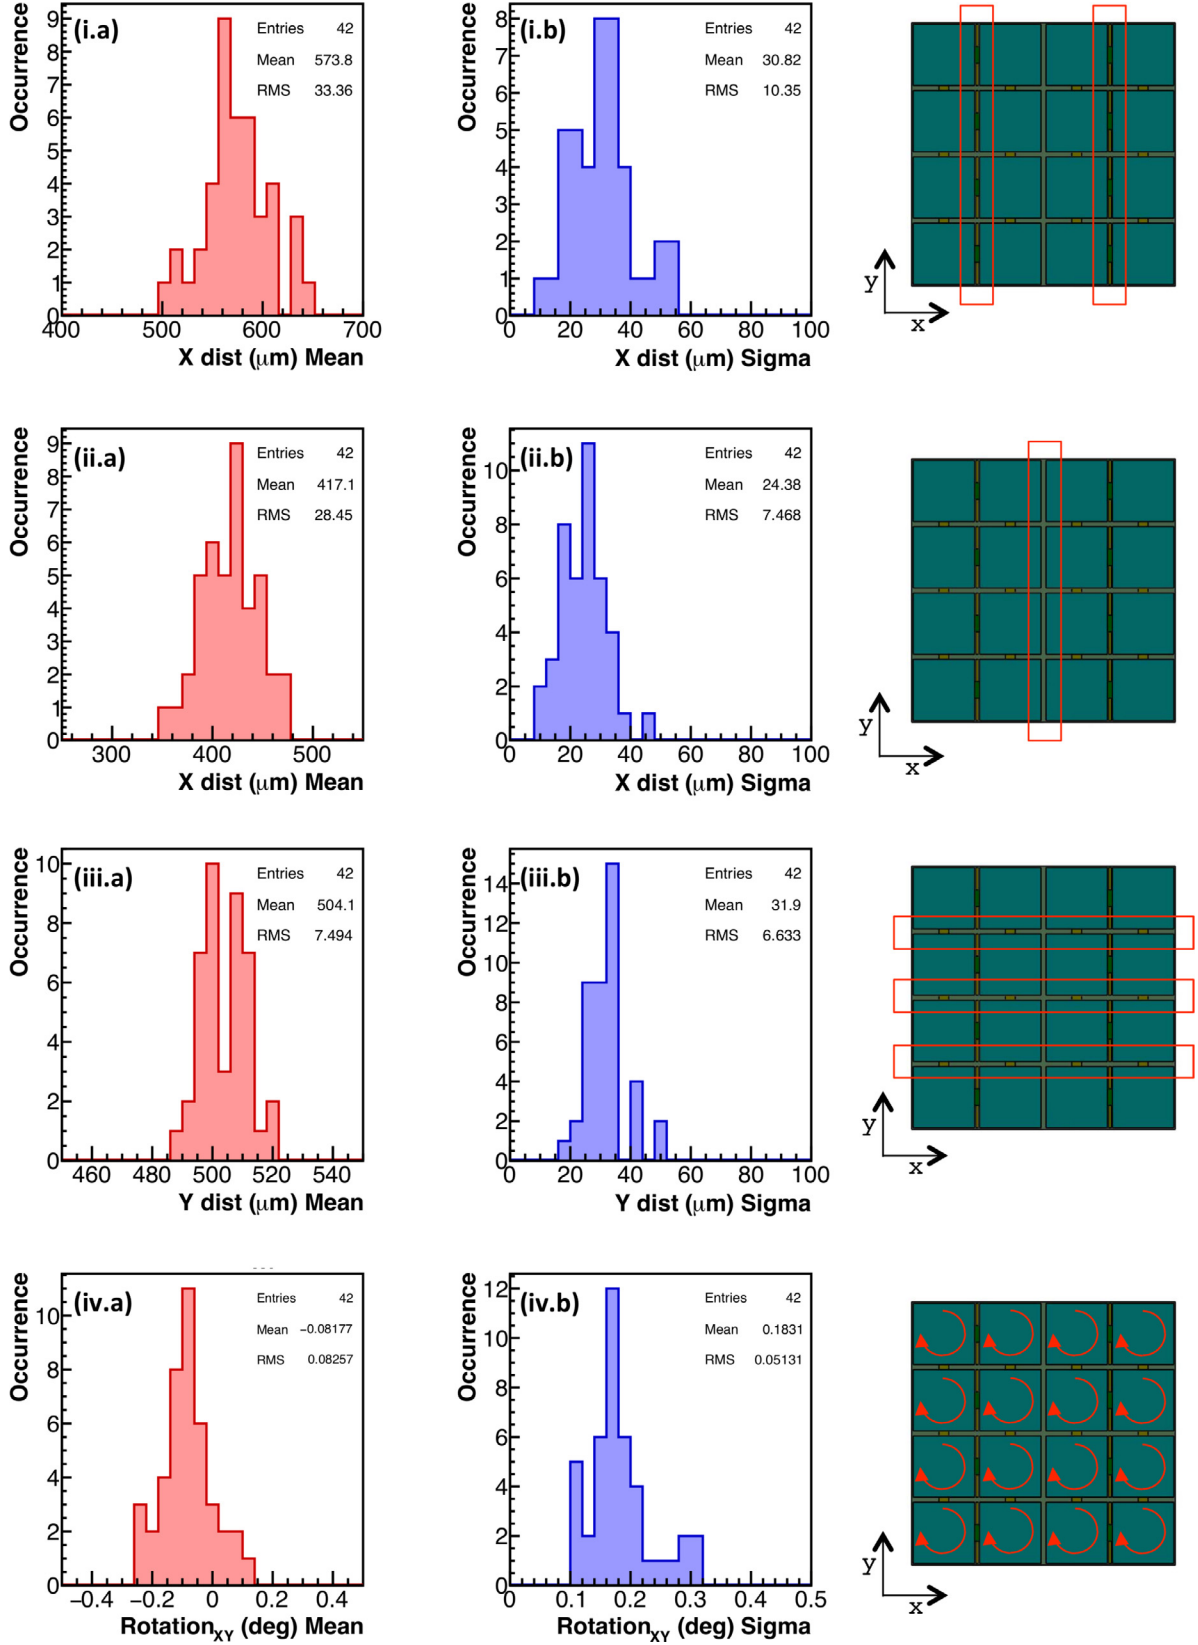 (i.a)
Occurrence
Entries 42
Mean 573.8
RMS 33.36
9
8
7
6
5
4
3
2
1
0
400 500 600 700
X dist (μm) Mean
(i.b)
Occurrence
Entries 42
Mean 30.82
RMS 10.35
8
7
6
5
4
3
2
1
0
0 20 40 60 80 100
X dist (μm) Sigma
y
x
(ii.a)
Occurrence
Entries 42
Mean 417.1
RMS 28.45
9
8
7
6
5
4
3
2
1
0
300 400 500
X dist (μm) Mean
(ii.b)
Occurrence
Entries 42
Mean 24.38
RMS 7.468
10
8
6
4
2
0
0 20 40 60 80 100
X dist (μm) Sigma
y
x
(iii.a)
Occurrence
Entries 42
Mean 504.1
RMS 7.494
10
8
6
4
2
0
460 480 500 520 540
Y dist (μm) Mean
(iii.b)
Occurrence
Entries 42
Mean 31.9
RMS 6.633
14
12
10
8
6
4
2
0
0 20 40 60 80 100
Y dist (μm) Sigma
y
x
(iv.a)
Occurrence
Entries 42
Mean −0.08177
RMS 0.08257
10
8
6
4
2
0
−0.4 −0.2 0 0.2 0.4
Rotation_XY (deg) Mean
(iv.b)
Occurrence
Entries 42
Mean 0.1831
RMS 0.05131
12
10
8
6
4
2
0
0 0.1 0.2 0.3 0.4 0.5
Rotation_XY (deg) Sigma
y
x